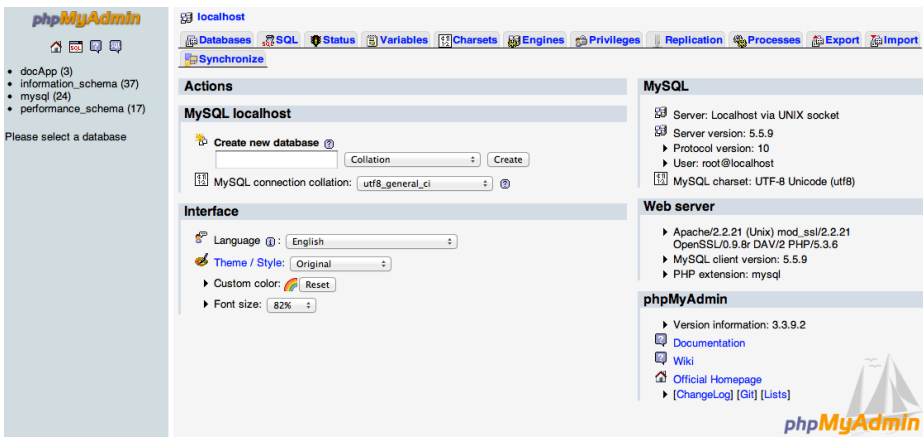 phpMyAdmin
docApp (3)
information_schema (37)
mysql (24)
performance_schema (17)
Please select a database
localhost
Databases SQL Status Variables Charsets Engines Privileges Replication Processes Export Import
Synchronize
Actions
MySQL localhost
Create new database
Collation Create
MySQL connection collation: utf8_general_ci
Interface
Language : English
Theme / Style: Original
Custom color: Reset
Font size: 82%
MySQL
Server: Localhost via UNIX socket
Server version: 5.5.9
Protocol version: 10
User: root@localhost
MySQL charset: UTF-8 Unicode (utf8)
Web server
Apache/2.2.21 (Unix) mod_ssl/2.2.21
OpenSSL/0.9.8r DAV/2 PHP/5.3.6
MySQL client version: 5.5.9
PHP extension: mysql
phpMyAdmin
Version information: 3.3.9.2
Documentation
Wiki
Official Homepage
[ChangeLog] [Git] [Lists]
phpMyAdmin